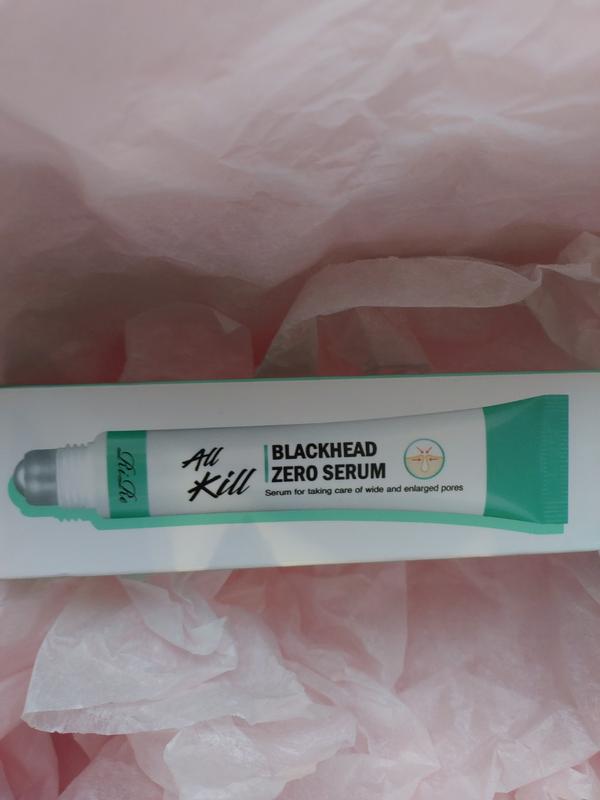 RiRe
All
Kill
BLACKHEAD
ZERO SERUM
Serum for taking care of wide and enlarged pores